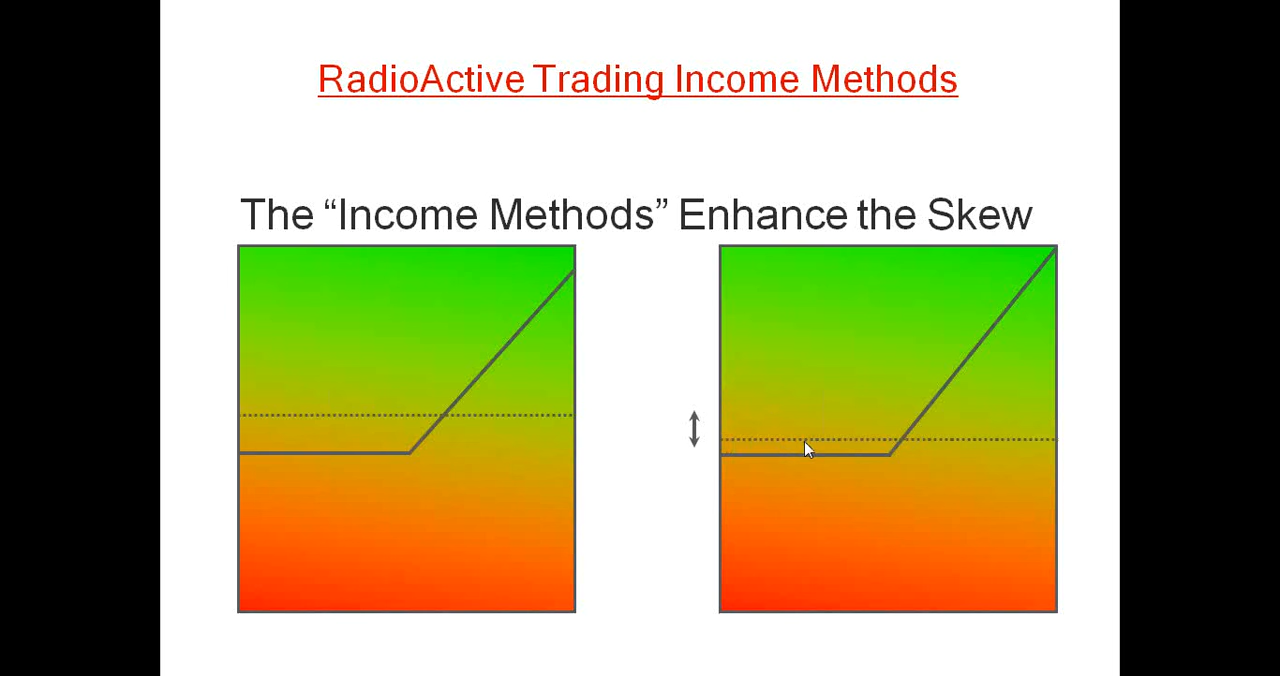 RadioActive Trading Income Methods
The “Income Methods” Enhance the Skew